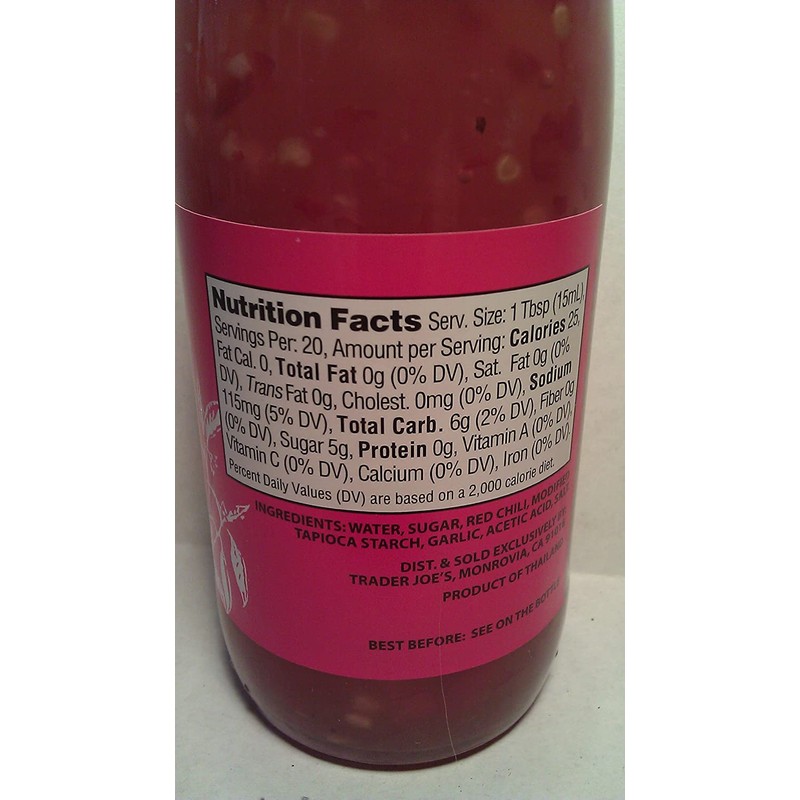 Nutrition Facts Serv. Size: 1 Tbsp (15mL),
Servings Per: 20, Amount per Serving: Calories 25,
Fat Cal. 0, Total Fat 0g (0% DV), Sat. Fat 0g (0%
DV), Trans Fat 0g, Cholest. 0mg (0% DV), Sodium
115mg (5% DV), Total Carb. 6g (2% DV), Fiber 0g
(0% DV), Sugar 5g, Protein 0g, Vitamin A (0% DV),
Vitamin C (0% DV), Calcium (0% DV), Iron (0% DV).
Percent Daily Values (DV) are based on a 2,000 calorie diet.
INGREDIENTS: WATER, SUGAR, RED CHILI, MODIFIED
TAPIOCA STARCH, GARLIC, ACETIC ACID, SALT.
DIST. & SOLD EXCLUSIVELY BY:
TRADER JOE'S, MONROVIA, CA 91016
PRODUCT OF THAILAND
BEST BEFORE: SEE ON THE BOTTLE